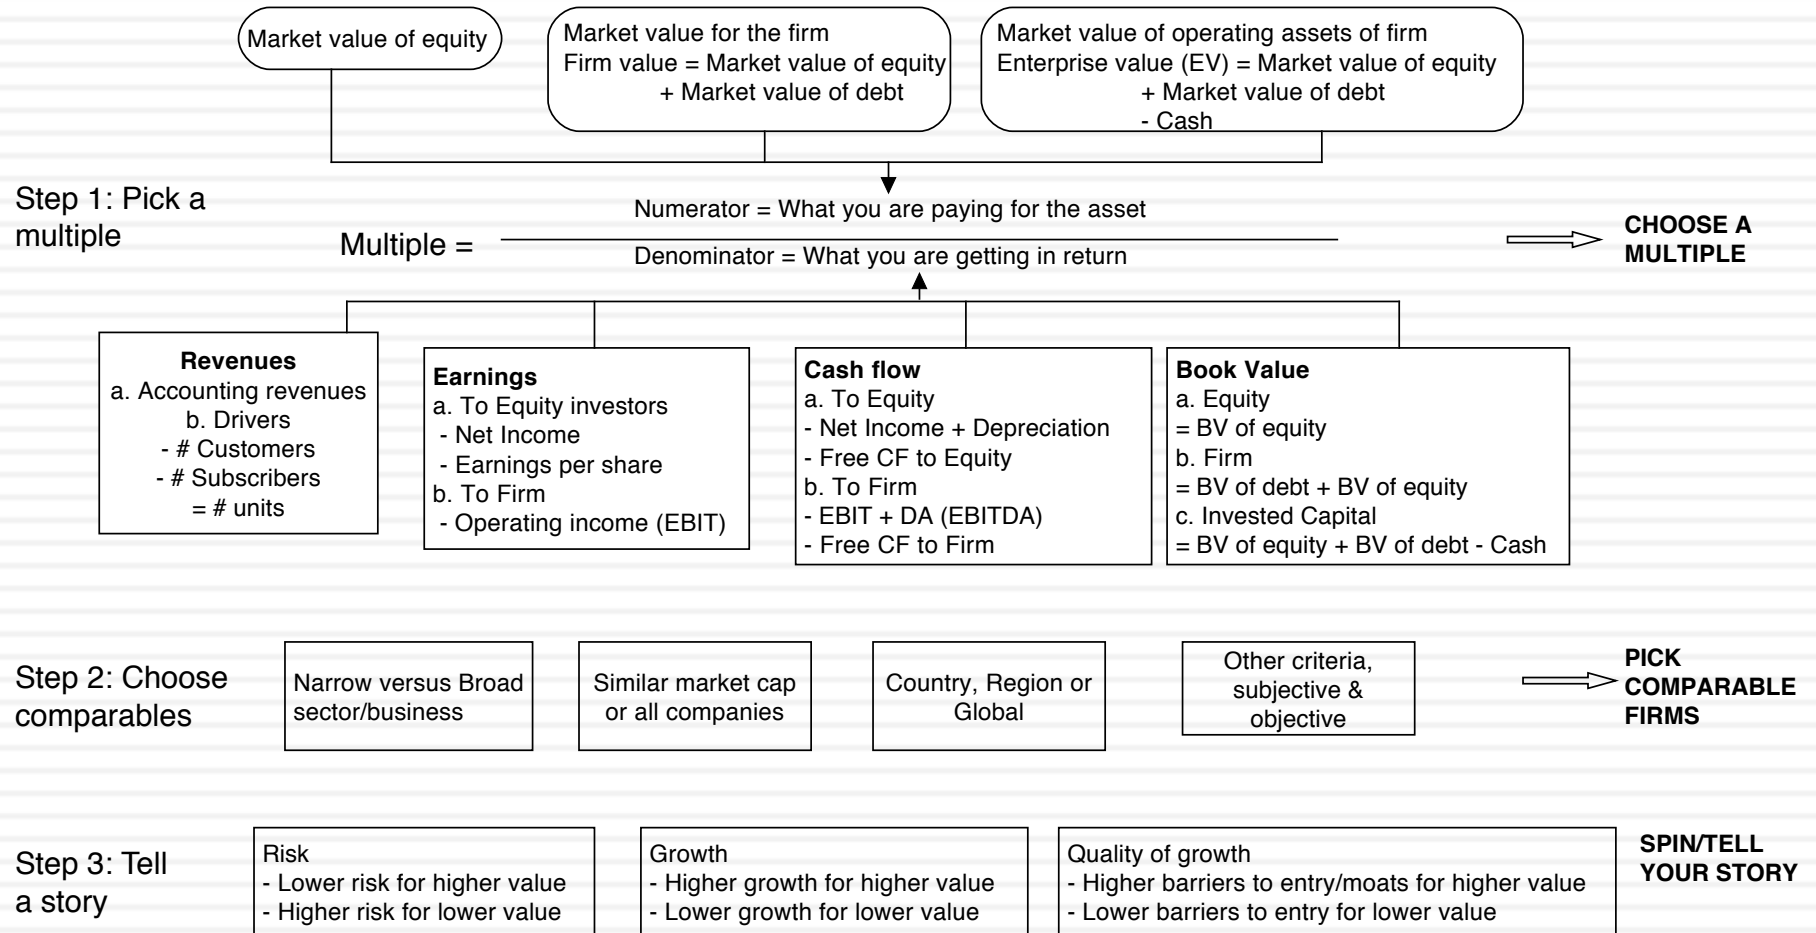 Market value of equity
Market value for the firm
Firm value = Market value of equity
+ Market value of debt
Market value of operating assets of firm
Enterprise value (EV) = Market value of equity
+ Market value of debt
- Cash
Step 1: Pick a
multiple
Multiple =
Numerator = What you are paying for the asset
Denominator = What you are getting in return
CHOOSE A
MULTIPLE
Revenues
a. Accounting revenues
b. Drivers
- # Customers
- # Subscribers
= # units
Earnings
a. To Equity investors
- Net Income
- Earnings per share
b. To Firm
- Operating income (EBIT)
Cash flow
a. To Equity
- Net Income + Depreciation
- Free CF to Equity
b. To Firm
- EBIT + DA (EBITDA)
- Free CF to Firm
Book Value
a. Equity
= BV of equity
b. Firm
= BV of debt + BV of equity
c. Invested Capital
= BV of equity + BV of debt - Cash
Step 2: Choose
comparables
Narrow versus Broad
sector/business
Similar market cap
or all companies
Country, Region or
Global
Other criteria,
subjective &
objective
PICK
COMPARABLE
FIRMS
Step 3: Tell
a story
Risk
- Lower risk for higher value
- Higher risk for lower value
Growth
- Higher growth for higher value
- Lower growth for lower value
Quality of growth
- Higher barriers to entry/moats for higher value
- Lower barriers to entry for lower value
SPIN/TELL
YOUR STORY